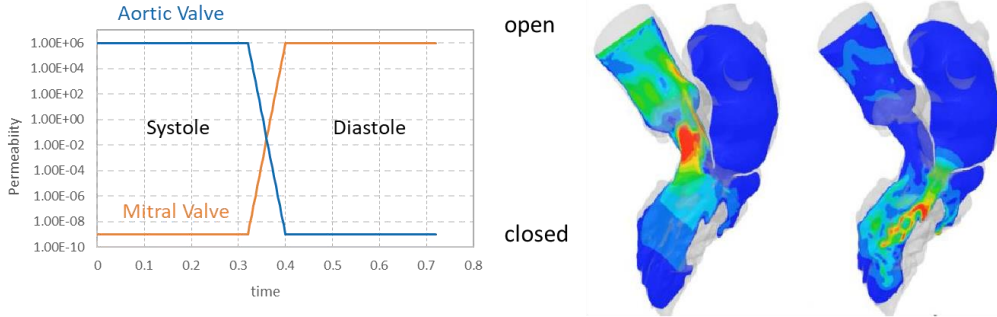 Aortic Valve
open
1.00E+06
1.00E+04
1.00E+02
1.00E+00
1.00E-02
1.00E-04
1.00E-06
1.00E-08
1.00E-10
Permeability
Systole
Diastole
Mitral Valve
closed
0 0.1 0.2 0.3 0.4 0.5 0.6 0.7 0.8
time